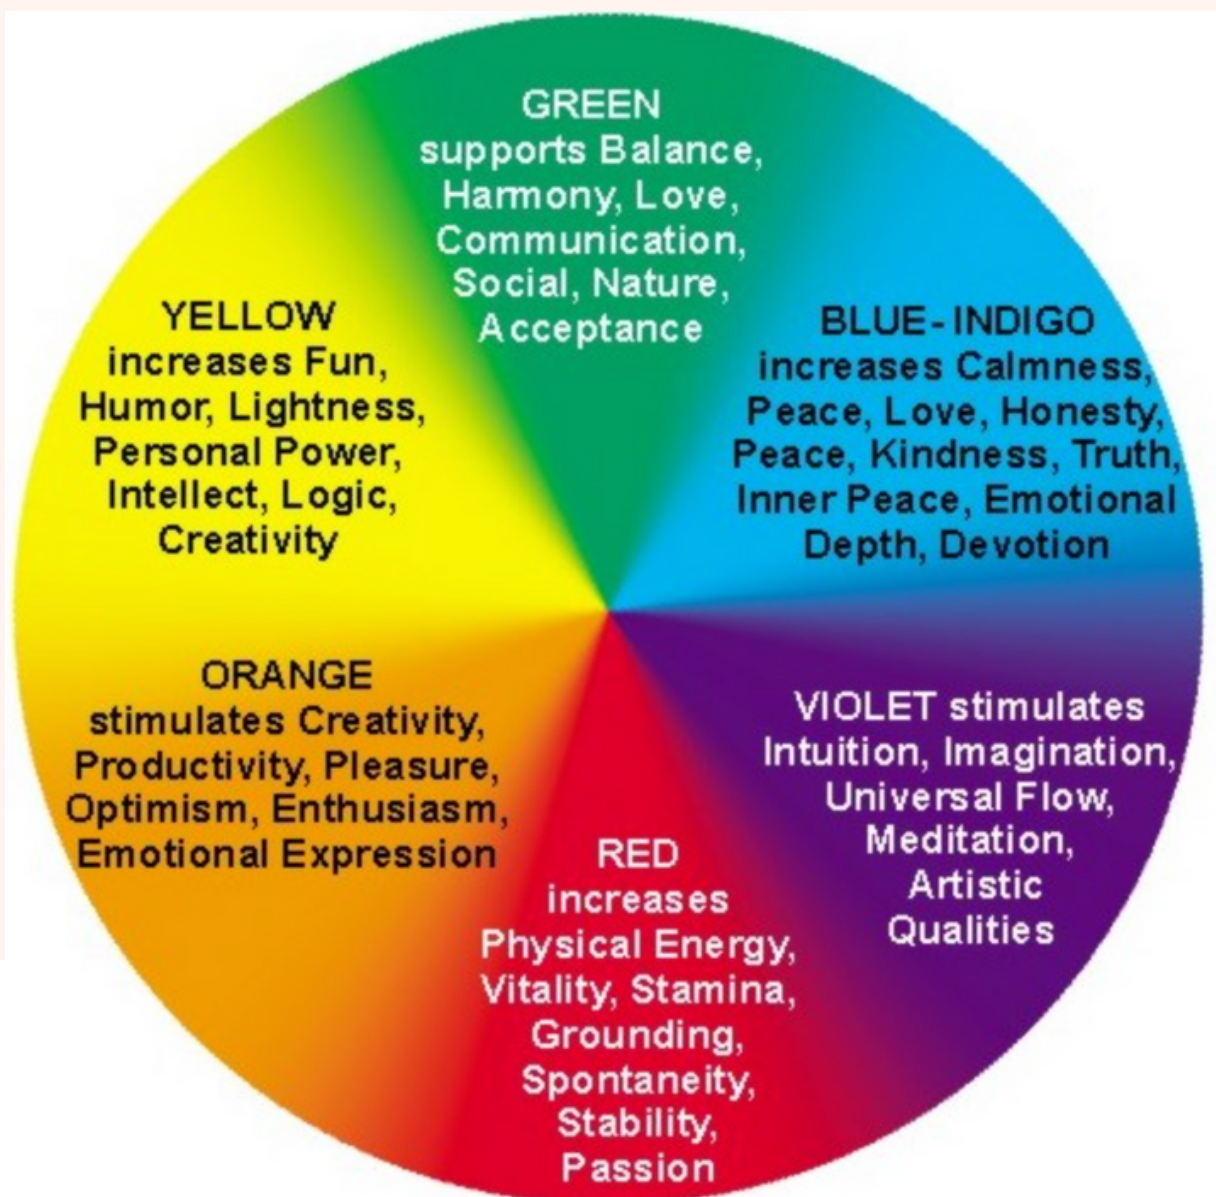 GREEN
supports Balance,
Harmony, Love,
Communication,
Social, Nature,
Acceptance
BLUE-INDIGO
increases Calmness,
Peace, Love, Honesty,
Peace, Kindness, Truth,
Inner Peace, Emotional
Depth, Devotion
VIOLET stimulates
Intuition, Imagination,
Universal Flow,
Meditation,
Artistic
Qualities
RED
increases
Physical Energy,
Vitality, Stamina,
Grounding,
Spontaneity,
Stability,
Passion
ORANGE
stimulates Creativity,
Productivity, Pleasure,
Optimism, Enthusiasm,
Emotional Expression
YELLOW
increases Fun,
Humor, Lightness,
Personal Power,
Intellect, Logic,
Creativity